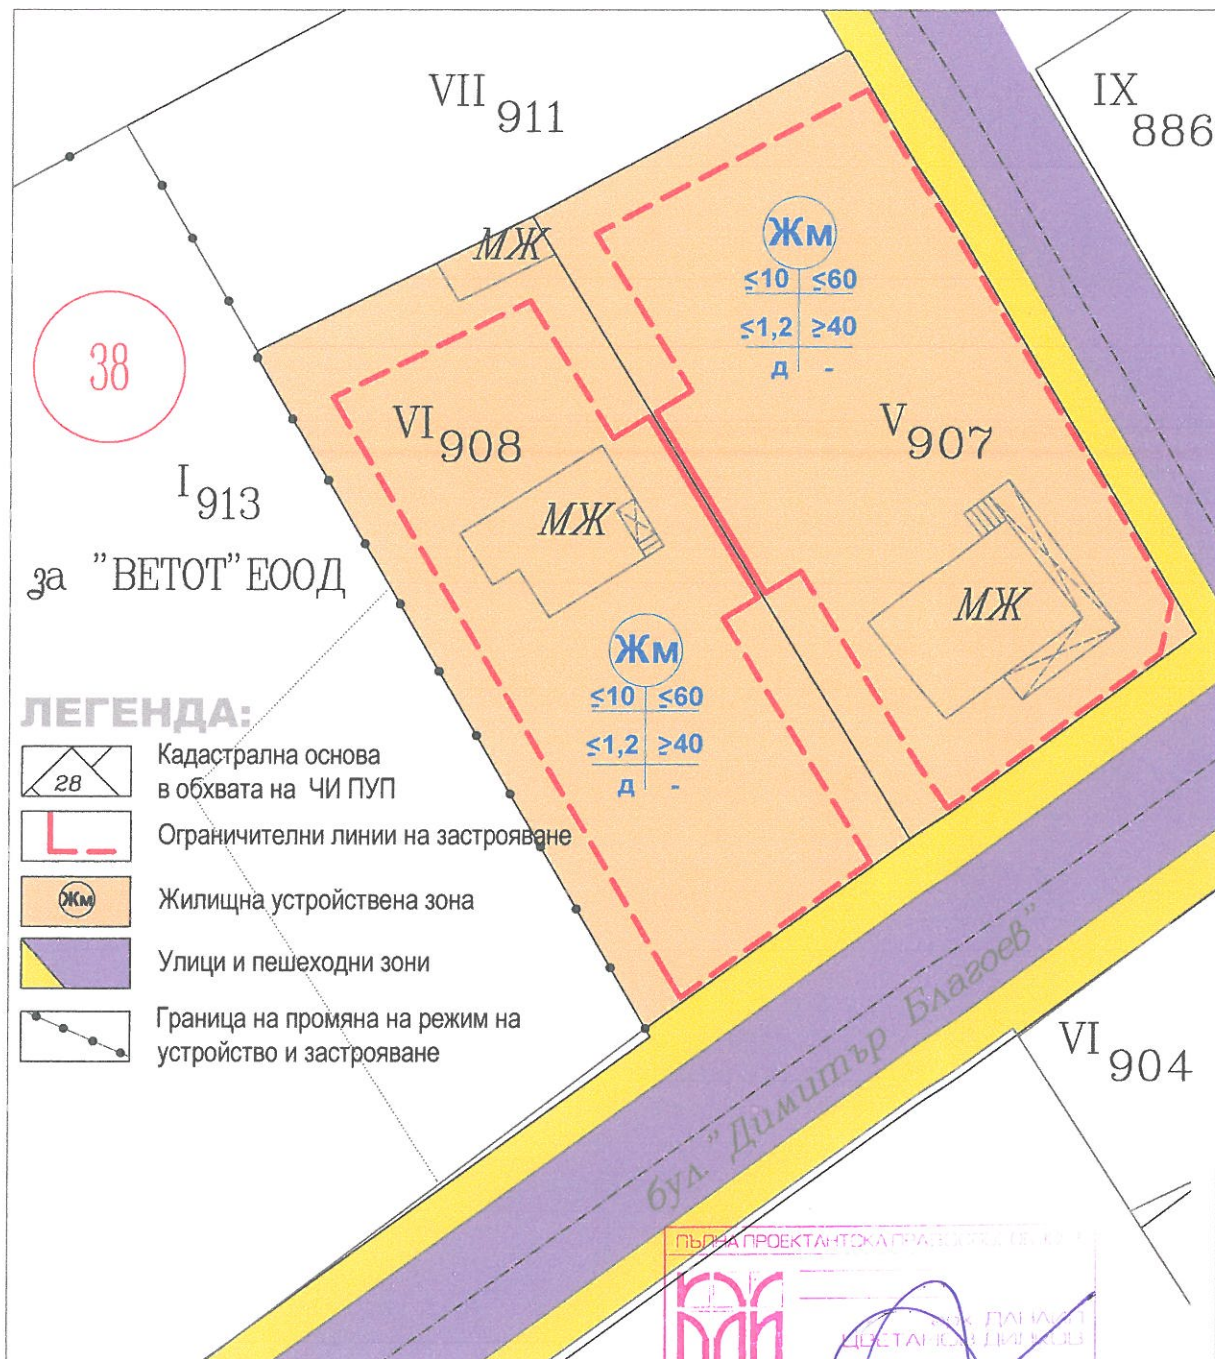 VII 911
IX 886
МЖ
Жм
≤10 ≤60
≤1,2 ≥40
Д -
38
VI 908
V 907
I 913
за "ВЕТОТ" ЕООД
МЖ
МЖ
Жм
≤10 ≤60
≤1,2 ≥40
Д -
ЛЕГЕНДА:
28
Кадастрална основа
в обхвата на ЧИ ПУП
Ограничителни линии на застрояване
Жм
Жилищна устройствена зона
Улици и пешеходни зони
Граница на промяна на режим на
устройство и застрояване
бул. "Димитър Благоев"
VI 904
ПЪЛНА ПРОЕКТАНТСКА